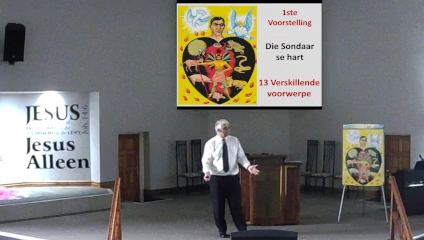 1ste
Voorstelling
Die Sondaar
se hart
13 Verskillende
voorwerpe
JESUS
Jesus
Alleen